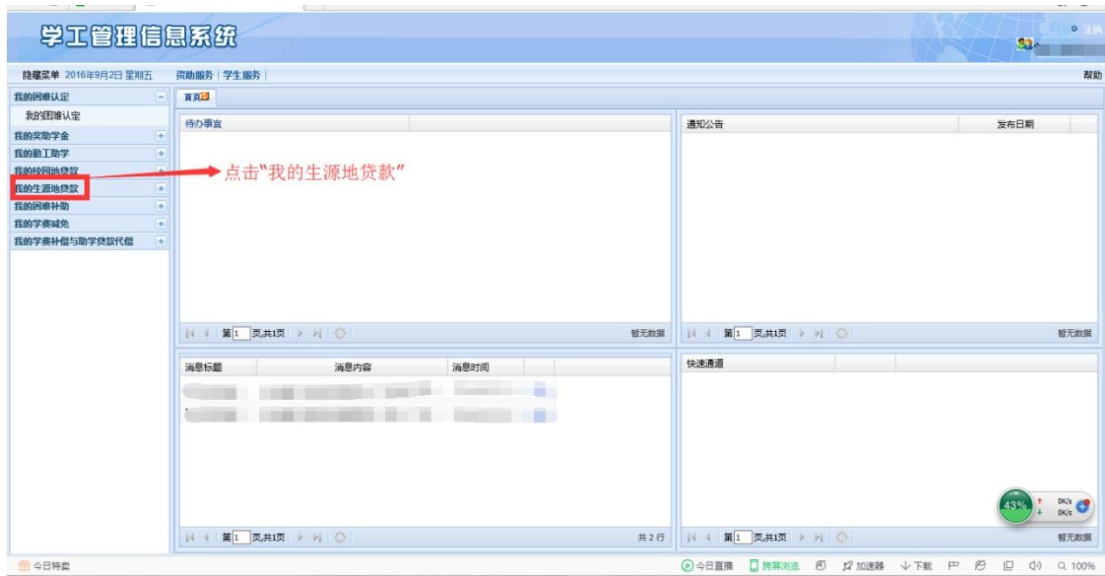 学工管理信息系统
注销
隐藏菜单 2016年9月2日 星期五 资助服务 学生服务 帮助
我的困难认定
我的困难认定
我的奖助学金
我的勤工助学
我的校园地贷款
我的生源地贷款
我的困难补助
我的学费减免
我的学费补偿与助学贷款代偿
首页
待办事宜
点击“我的生源地贷款”
第1 页,共1页 暂无数据
通知公告 发布日期
第1 页,共1页 暂无数据
消息标题 消息内容 消息时间
第1 页,共1页 共 2 行
快速通道
43% 0K/s
0K/s
第1 页,共1页 暂无数据
今日特卖 今日直播 跨屏浏览 加速器 下载 100%